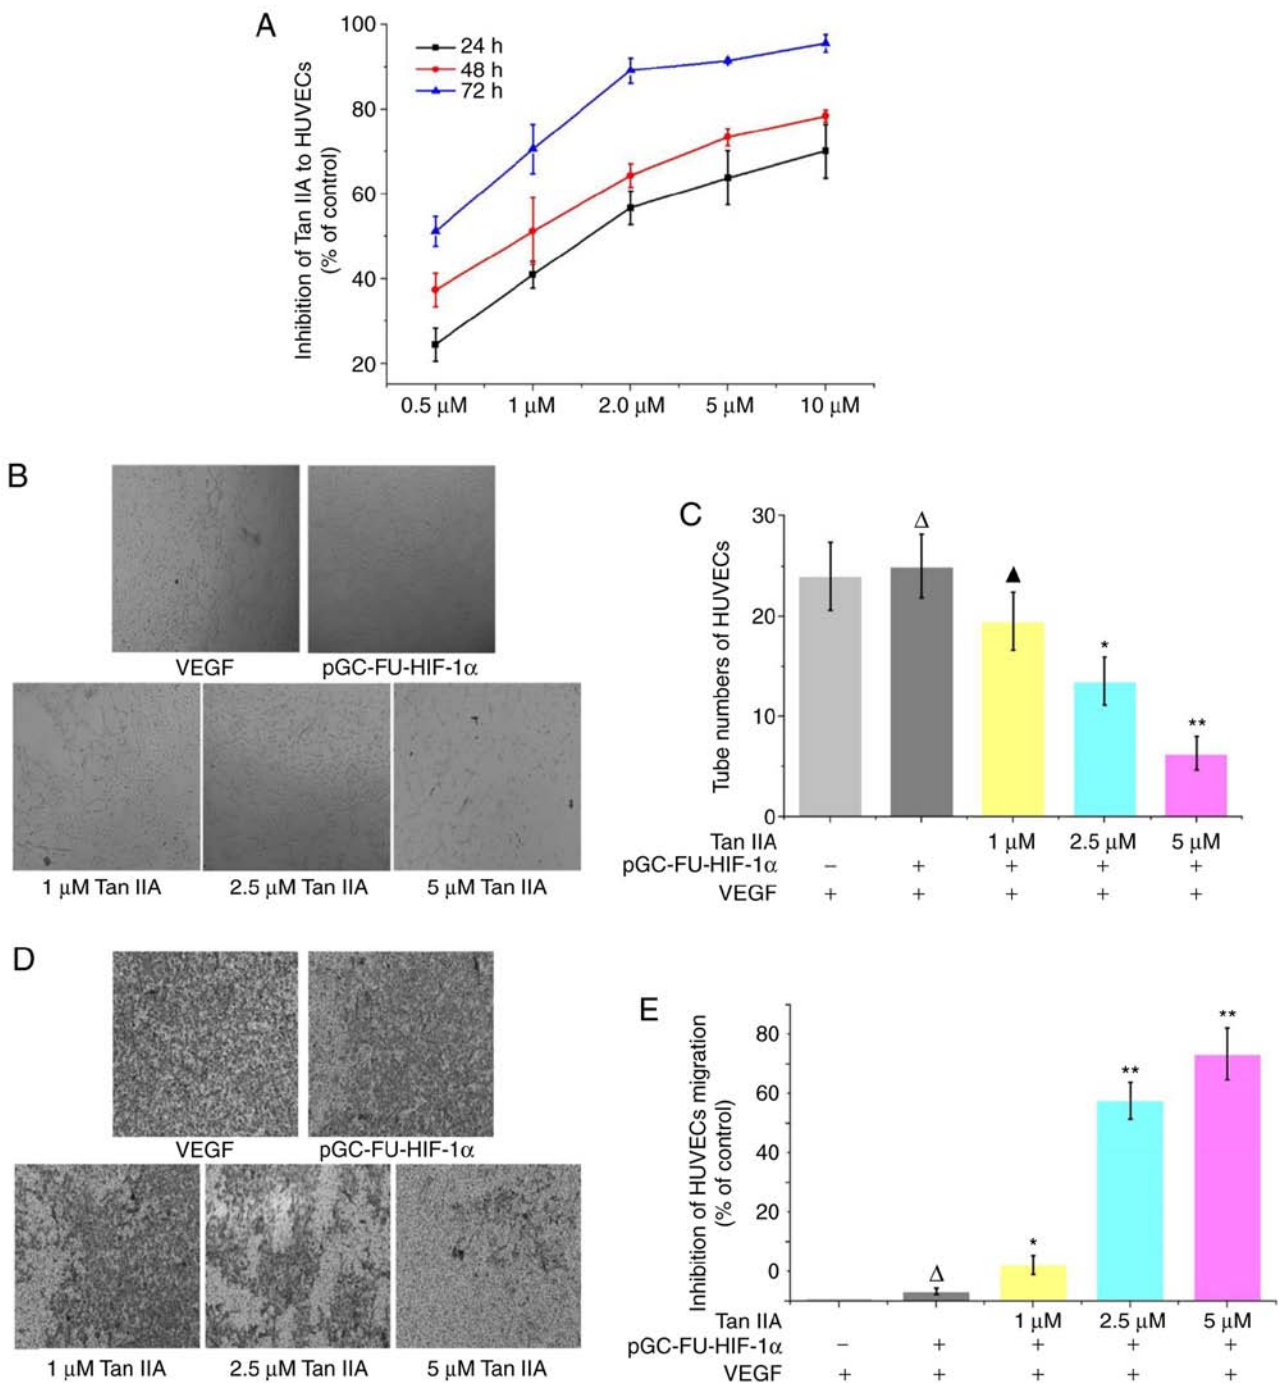 A
100
80
60
40
20
Inhibition of Tan IIA to HUVECs
(% of control)
24 h
48 h
72 h
0.5 μM 1 μM 2.0 μM 5 μM 10 μM
B
VEGF pGC-FU-HIF-1α
1 μM Tan IIA 2.5 μM Tan IIA 5 μM Tan IIA
C
30
20
10
0
Tube numbers of HUVECs
Δ
▲
*
**
Tan IIA 1 μM 2.5 μM 5 μM
pGC-FU-HIF-1α – + + + +
VEGF + + + + +
D
VEGF pGC-FU-HIF-1α
1 μM Tan IIA 2.5 μM Tan IIA 5 μM Tan IIA
E
80
60
40
20
0
Inhibition of HUVECs migration
(% of control)
Δ
*
**
**
Tan IIA 1 μM 2.5 μM 5 μM
pGC-FU-HIF-1α – + + + +
VEGF + + + + +